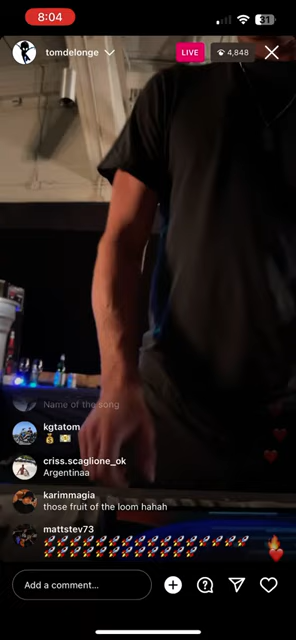 8:04
31
tomdelonge
LIVE
4,848
Name of the song
kgtatom
criss.scaglione_ok
Argentinaa
karimmagia
those fruit of the loom hahah
mattstev73
Add a comment...